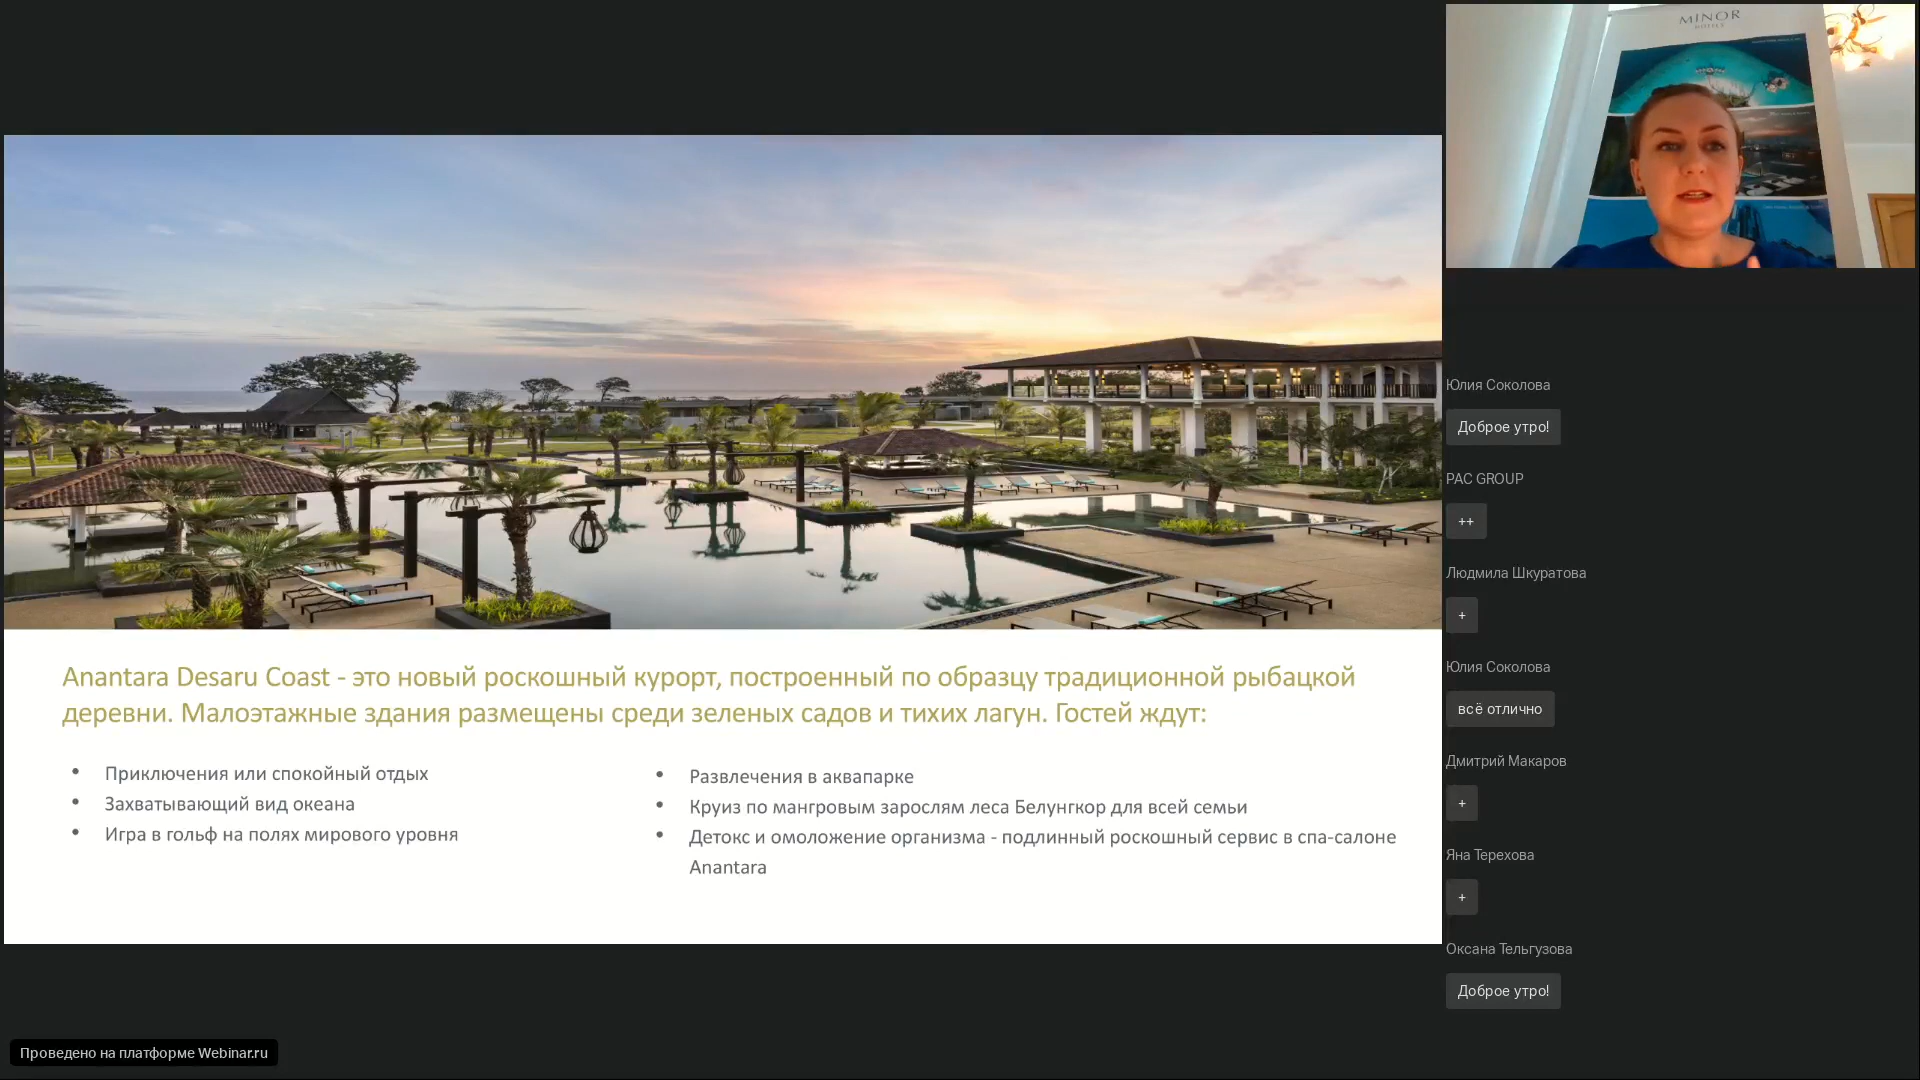 MINOR
HOTELS
Anantara Desaru Coast - это новый роскошный курорт, построенный по образцу традиционной рыбацкой
деревни. Малоэтажные здания размещены среди зеленых садов и тихих лагун. Гостей ждут:
• Приключения или спокойный отдых
• Захватывающий вид океана
• Игра в гольф на полях мирового уровня
• Развлечения в аквапарке
• Круиз по мангровым зарослям леса Белунгкор для всей семьи
• Детокс и омоложение организма - подлинный роскошный сервис в спа-салоне
Anantara
Юлия Соколова
Доброе утро!
PAC GROUP
++
Людмила Шкуратова
+
Юлия Соколова
всё отлично
Дмитрий Макаров
+
Яна Терехова
+
Оксана Тельгузова
Доброе утро!
Проведено на платформе Webinar.ru